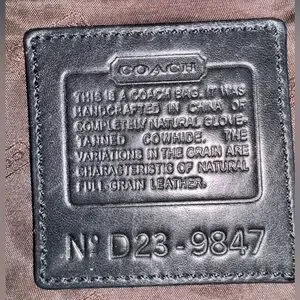 COACH
THIS IS A COACH BAG. IT WAS
HANDCRAFTED IN CHINA OF
COMPLETELY NATURAL GLOVE-
TANNED COWHIDE. THE
VARIATIONS IN THE GRAIN ARE
CHARACTERISTIC OF NATURAL
FULL GRAIN LEATHER.
Nº D23-9847